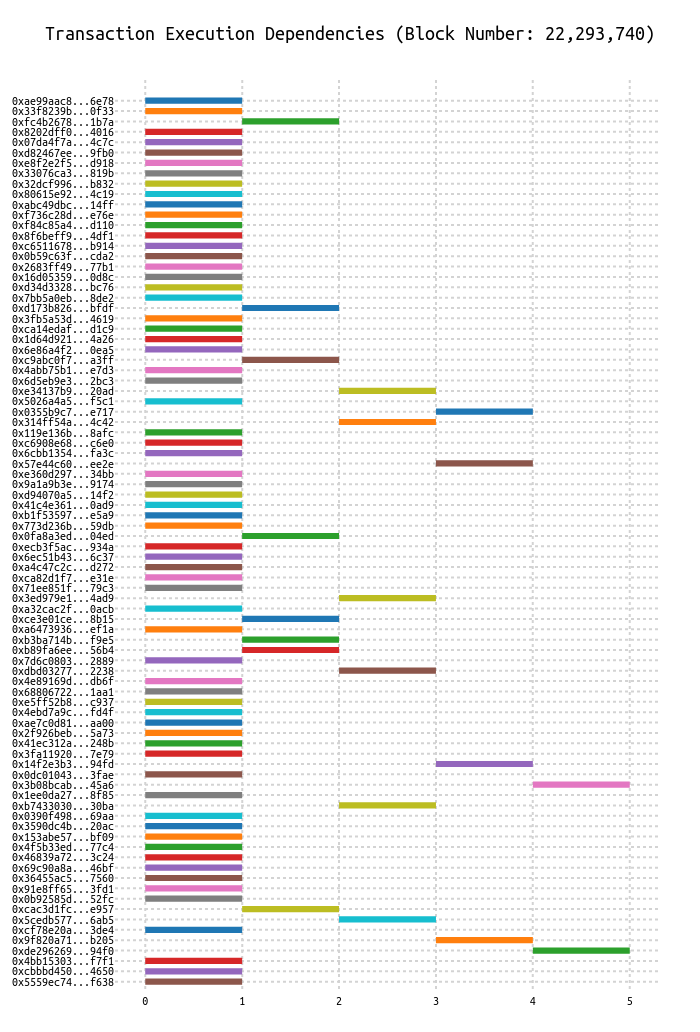 Transaction Execution Dependencies (Block Number: 22,293,740)
0xae99aac8...6e78
0x33f8239b...0f33
0xfc4b2678...1b7a
0x8202dff0...4016
0x07da4f7a...4c7c
0xd82467ee...9fb0
0xe8f2e2f5...d918
0x33076ca3...819b
0x32dcf996...b832
0x80615e92...4c19
0xabc49dbc...14ff
0xf736c28d...e76e
0xf84c85a4...d110
0x8f6beff9...4df1
0xc6511678...b914
0x0b59c63f...cda2
0x2683ff49...77b1
0x16d05359...0d8c
0xd34d3328...bc76
0x7bb5a0eb...8de2
0xd173b826...bfdf
0x3fb5a53d...4619
0xca14edaf...d1c9
0x1d64d921...4a26
0x6e86a4f2...0ea5
0xc9abc0f7...a3ff
0x4abb75b1...e7d3
0x6d5eb9e3...2bc3
0xe34137b9...20ad
0x5026a4a5...f5c1
0x0355b9c7...e717
0x314ff54a...4c42
0x119e136b...8afc
0xc6908e68...c6e0
0x6cbb1354...fa3c
0x57e44c60...ee2e
0xe360d297...34bb
0x9a1a9b3e...9174
0xd94070a5...14f2
0x41c4e361...0ad9
0xb1f53597...e5a9
0x773d236b...59db
0x0fa8a3ed...04ed
0xecb3f5ac...934a
0x6ec51b43...6c37
0xa4c47c2c...d272
0xca82d1f7...e31e
0x71ee851f...79c3
0x3ed979e1...4ad9
0xa32cac2f...0acb
0xce3e01ce...8b15
0xa6473936...ef1a
0xb3ba714b...f9e5
0xb89fa6ee...56b4
0x7d6c0803...2889
0xdbd03277...2238
0x4e89169d...db6f
0x68806722...1aa1
0xe5ff52b8...c937
0x4ebd7a9c...fd4f
0xae7c0d81...aa00
0x2f926beb...5a73
0x41ec312a...248b
0x3fa11920...7e79
0x14f2e3b3...94fd
0x0dc01043...3fae
0x3b08bcab...45a6
0x1ee0da27...8f85
0xb7433030...30ba
0x0390f498...69aa
0x3590dc4b...20ac
0x153abe57...bf09
0x4f5b33ed...77c4
0x46839a72...3c24
0x69c90a8a...46bf
0x36455ac5...7560
0x91e8ff65...3fd1
0x0b92585d...52fc
0xcac3d1fc...e957
0x5cedb577...6ab5
0xcf78e20a...3de4
0x9f820a71...b205
0xde296269...94f0
0x4bb15303...f7f1
0xcbbbd450...4650
0x5559ec74...f638
0 1 2 3 4 5